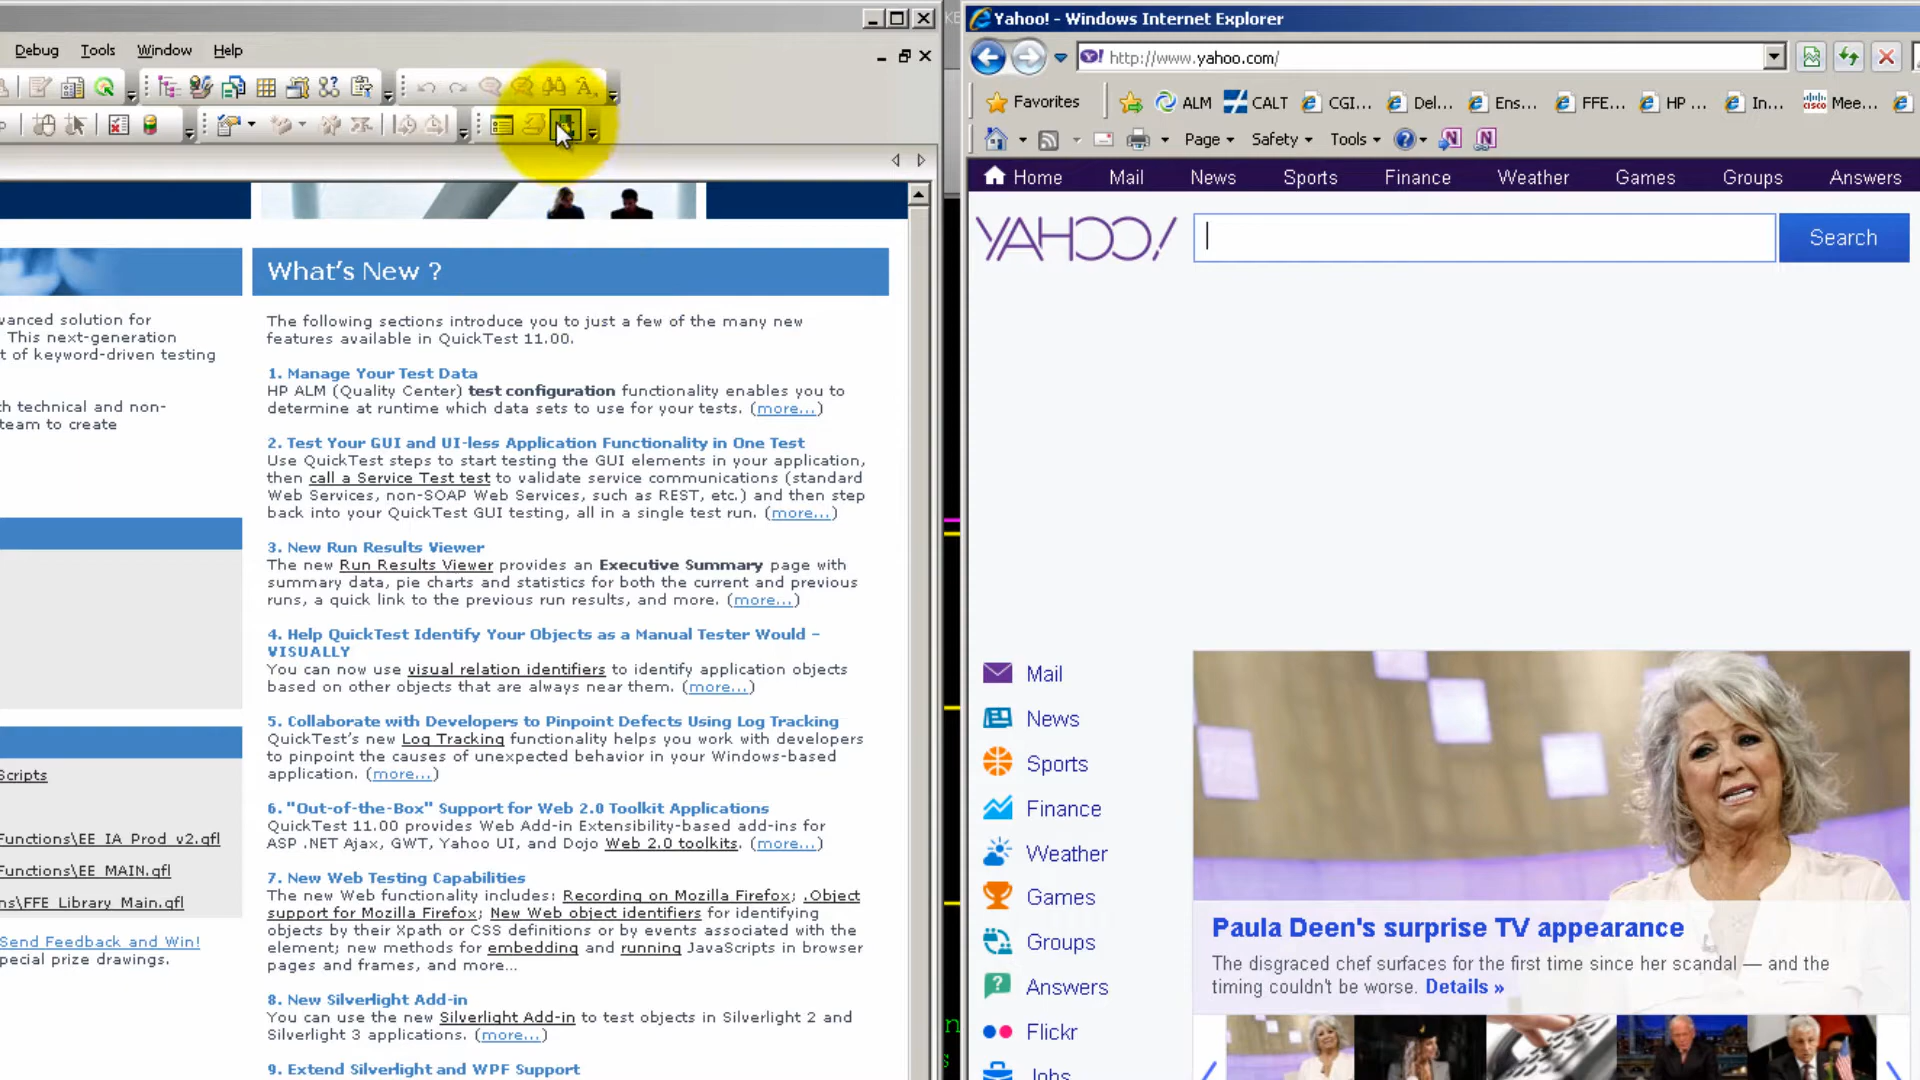 Debug Tools Window Help
vanced solution for
This next-generation
t of keyword-driven testing
ch technical and non-
team to create
Scripts
Functions\EE_IA_Prod_v2.qfl
Functions\EE_MAIN.qfl
ns\FFE_Library_Main.qfl
Send Feedback and Win!
pecial prize drawings.
What's New ?
The following sections introduce you to just a few of the many new
features available in QuickTest 11.00.
1. Manage Your Test Data
HP ALM (Quality Center) test configuration functionality enables you to
determine at runtime which data sets to use for your tests. (more...)
2. Test Your GUI and UI-less Application Functionality in One Test
Use QuickTest steps to start testing the GUI elements in your application,
then call a Service Test test to validate service communications (standard
Web Services, non-SOAP Web Services, such as REST, etc.) and then step
back into your QuickTest GUI testing, all in a single test run. (more...)
3. New Run Results Viewer
The new Run Results Viewer provides an Executive Summary page with
summary data, pie charts and statistics for both the current and previous
runs, a quick link to the previous run results, and more. (more...)
4. Help QuickTest Identify Your Objects as a Manual Tester Would –
VISUALLY
You can now use visual relation identifiers to identify application objects
based on other objects that are always near them. (more...)
5. Collaborate with Developers to Pinpoint Defects Using Log Tracking
QuickTest's new Log Tracking functionality helps you work with developers
to pinpoint the causes of unexpected behavior in your Windows-based
application. (more...)
6. "Out-of-the-Box" Support for Web 2.0 Toolkit Applications
QuickTest 11.00 provides Web Add-in Extensibility-based add-ins for
ASP .NET Ajax, GWT, Yahoo UI, and Dojo Web 2.0 toolkits. (more...)
7. New Web Testing Capabilities
The new Web functionality includes: Recording on Mozilla Firefox; .Object
support for Mozilla Firefox; New Web object identifiers for identifying
objects by their Xpath or CSS definitions or by events associated with the
element; new methods for embedding and running JavaScripts in browser
pages and frames, and more...
8. New Silverlight Add-in
You can use the new Silverlight Add-in to test objects in Silverlight 2 and
Silverlight 3 applications. (more...)
9. Extend Silverlight and WPF Support
Yahoo! - Windows Internet Explorer
http://www.yahoo.com/
Favorites ALM CALT CGI... Del... Ens... FFE... HP ... In... Mee...
Page Safety Tools
Home Mail News Sports Finance Weather Games Groups Answers
YAHOO! Search
Mail
News
Sports
Finance
Weather
Games
Groups
Answers
Flickr
Jobs
Paula Deen's surprise TV appearance
The disgraced chef surfaces for the first time since her scandal — and the
timing couldn't be worse. Details »